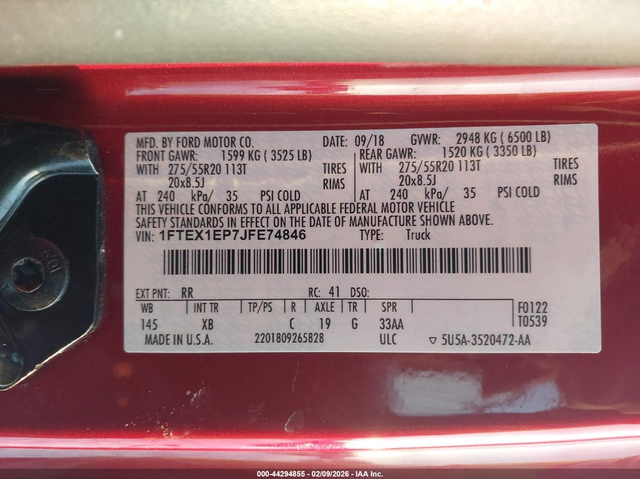 MFD. BY FORD MOTOR CO. DATE: 09/18 GVWR: 2948 KG ( 6500 LB)
FRONT GAWR: 1599 KG ( 3525 LB) REAR GAWR: 1520 KG ( 3350 LB)
WITH 275/55R20 113T TIRES WITH 275/55R20 113T TIRES
20x8.5J RIMS 20x8.5J RIMS
AT 240 kPa/ 35 PSI COLD AT 240 kPa/ 35 PSI COLD
THIS VEHICLE CONFORMS TO ALL APPLICABLE FEDERAL MOTOR VEHICLE
SAFETY STANDARDS IN EFFECT ON THE DATE OF MANUFACTURE SHOWN ABOVE.
VIN: 1FTEX1EP7JFE74846 TYPE: Truck
EXT PNT: RR RC: 41 DSO:
WB INT TR TP/PS R AXLE TR SPR F0122
145 XB C 19 G 33AA T0539
MADE IN U.S.A. 2201809265828 ULC ▽ 5U5A-3520472-AA
000-44294855 - 02/09/2026 - IAA Inc.